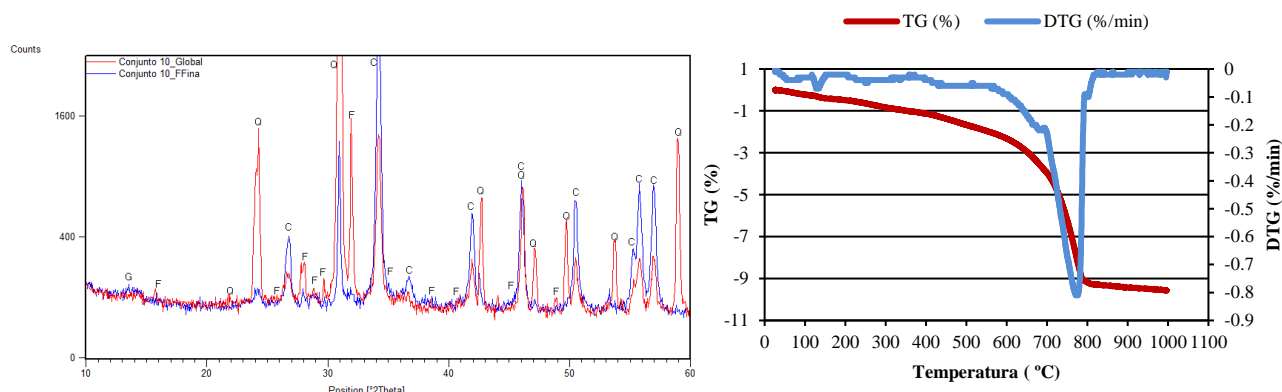 Counts
Conjunto 10_Global
Conjunto 10_FFina
1600
400
0
10 20 30 40 50 60
Position [°2Theta]
G F Q Q F C F F F F Q F C F C F F C Q F C Q Q F Q C Q C C C Q
TG (%) DTG (%/min)
1
-1
-3
-5
-7
-9
-11
TG (%)
0
-0.1
-0.2
-0.3
-0.4
-0.5
-0.6
-0.7
-0.8
-0.9
DTG (%/min)
0 100 200 300 400 500 600 700 800 900 1000 1100
Temperatura ( ºC)